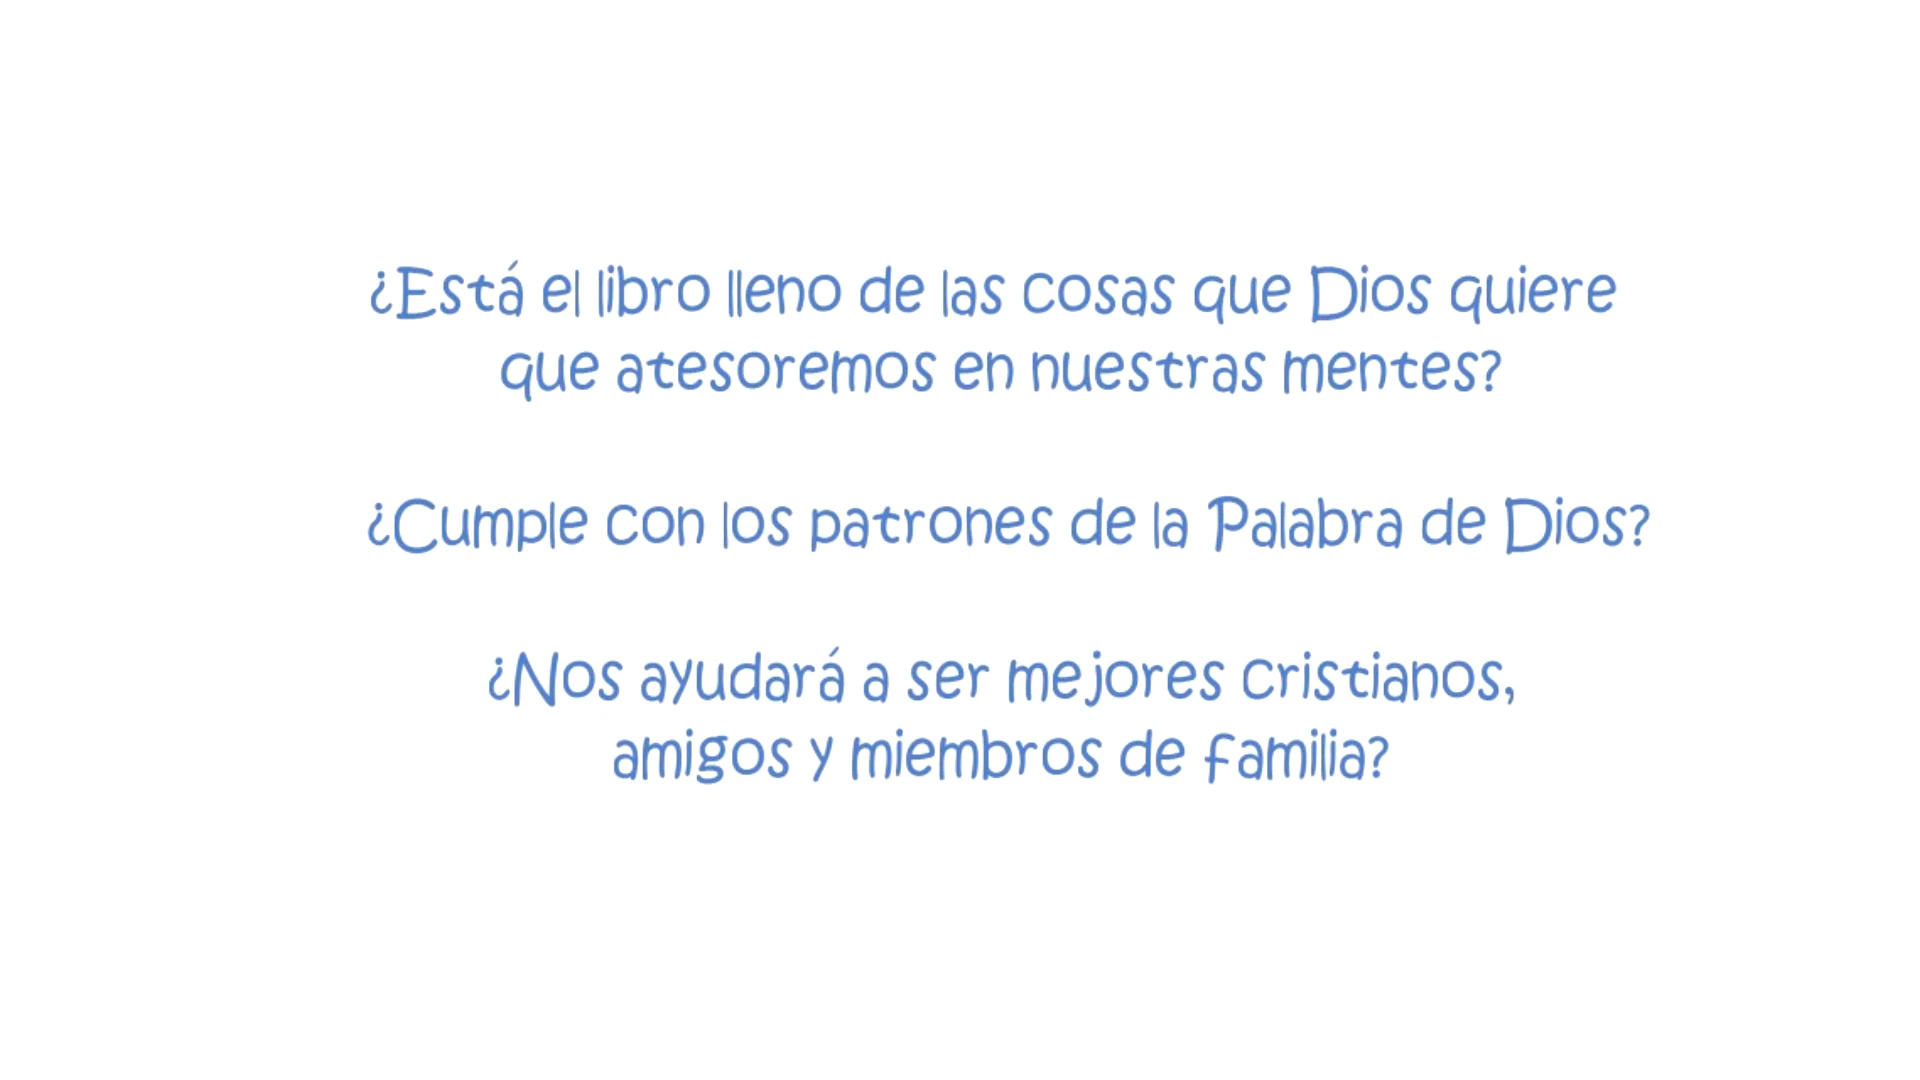 ¿Está el libro lleno de las cosas que Dios quiere
que atesoremos en nuestras mentes?
¿Cumple con los patrones de la Palabra de Dios?
¿Nos ayudará a ser mejores cristianos,
amigos y miembros de familia?